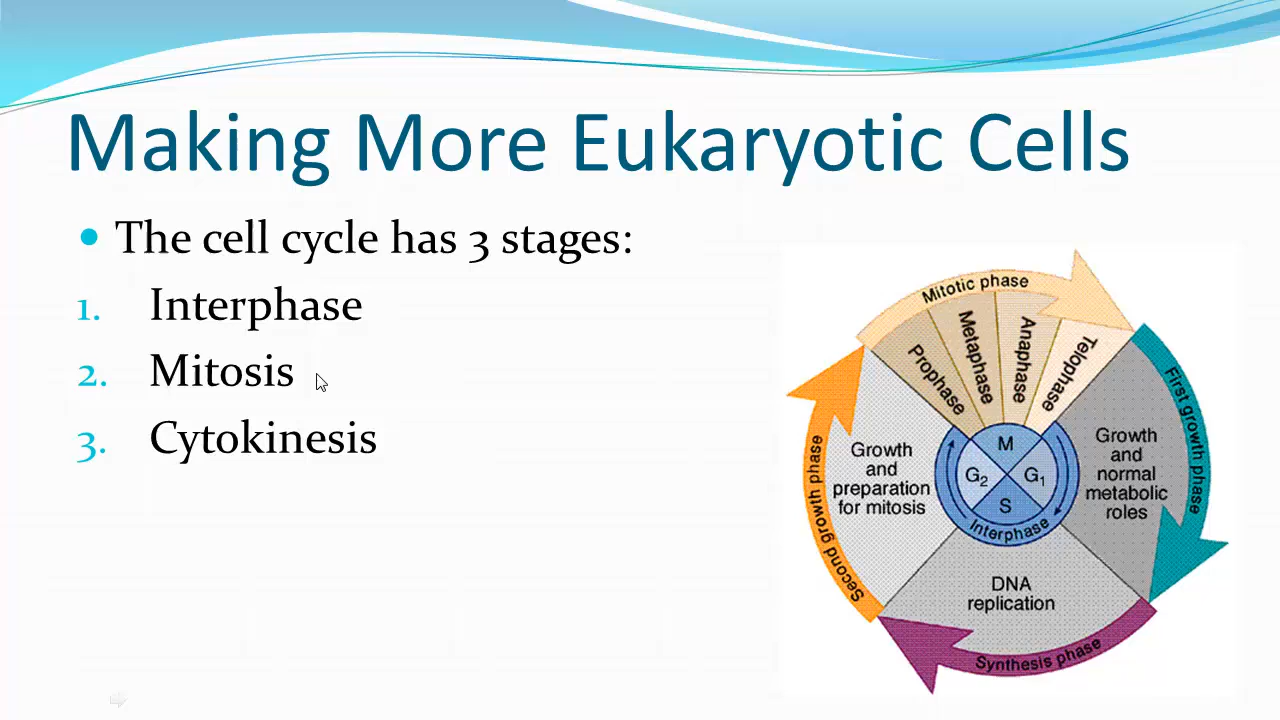 Making More Eukaryotic Cells
• The cell cycle has 3 stages:
1. Interphase
2. Mitosis
3. Cytokinesis
Mitotic phase
Prophase
Metaphase
Anaphase
Telophase
First growth phase
Growth
and
normal
metabolic
roles
Growth
and
preparation
for mitosis
Second growth phase
M
G2
G1
S
Interphase
DNA
replication
Synthesis phase